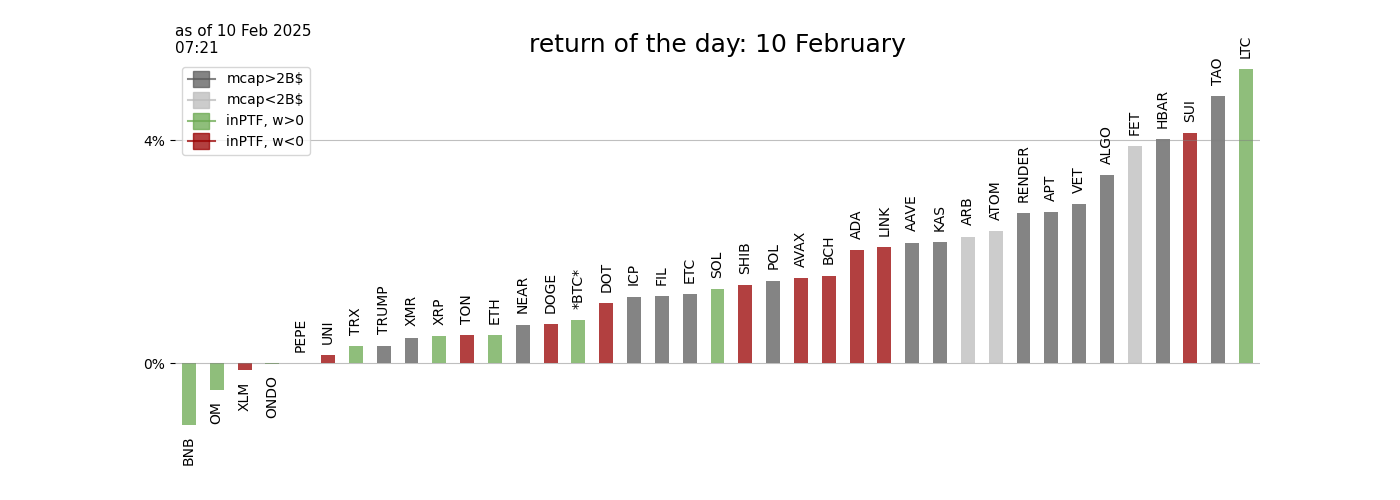 as of 10 Feb 2025
07:21
return of the day: 10 February
mcap>2B$
mcap<2B$
inPTF, w>0
inPTF, w<0
4%
0%
BNB
OM
XLM
ONDO
PEPE
UNI
TRX
TRUMP
XMR
XRP
TON
ETH
NEAR
DOGE
*BTC*
DOT
ICP
FIL
ETC
SOL
SHIB
POL
AVAX
BCH
ADA
LINK
AAVE
KAS
ARB
ATOM
RENDER
APT
VET
ALGO
FET
HBAR
SUI
TAO
LTC